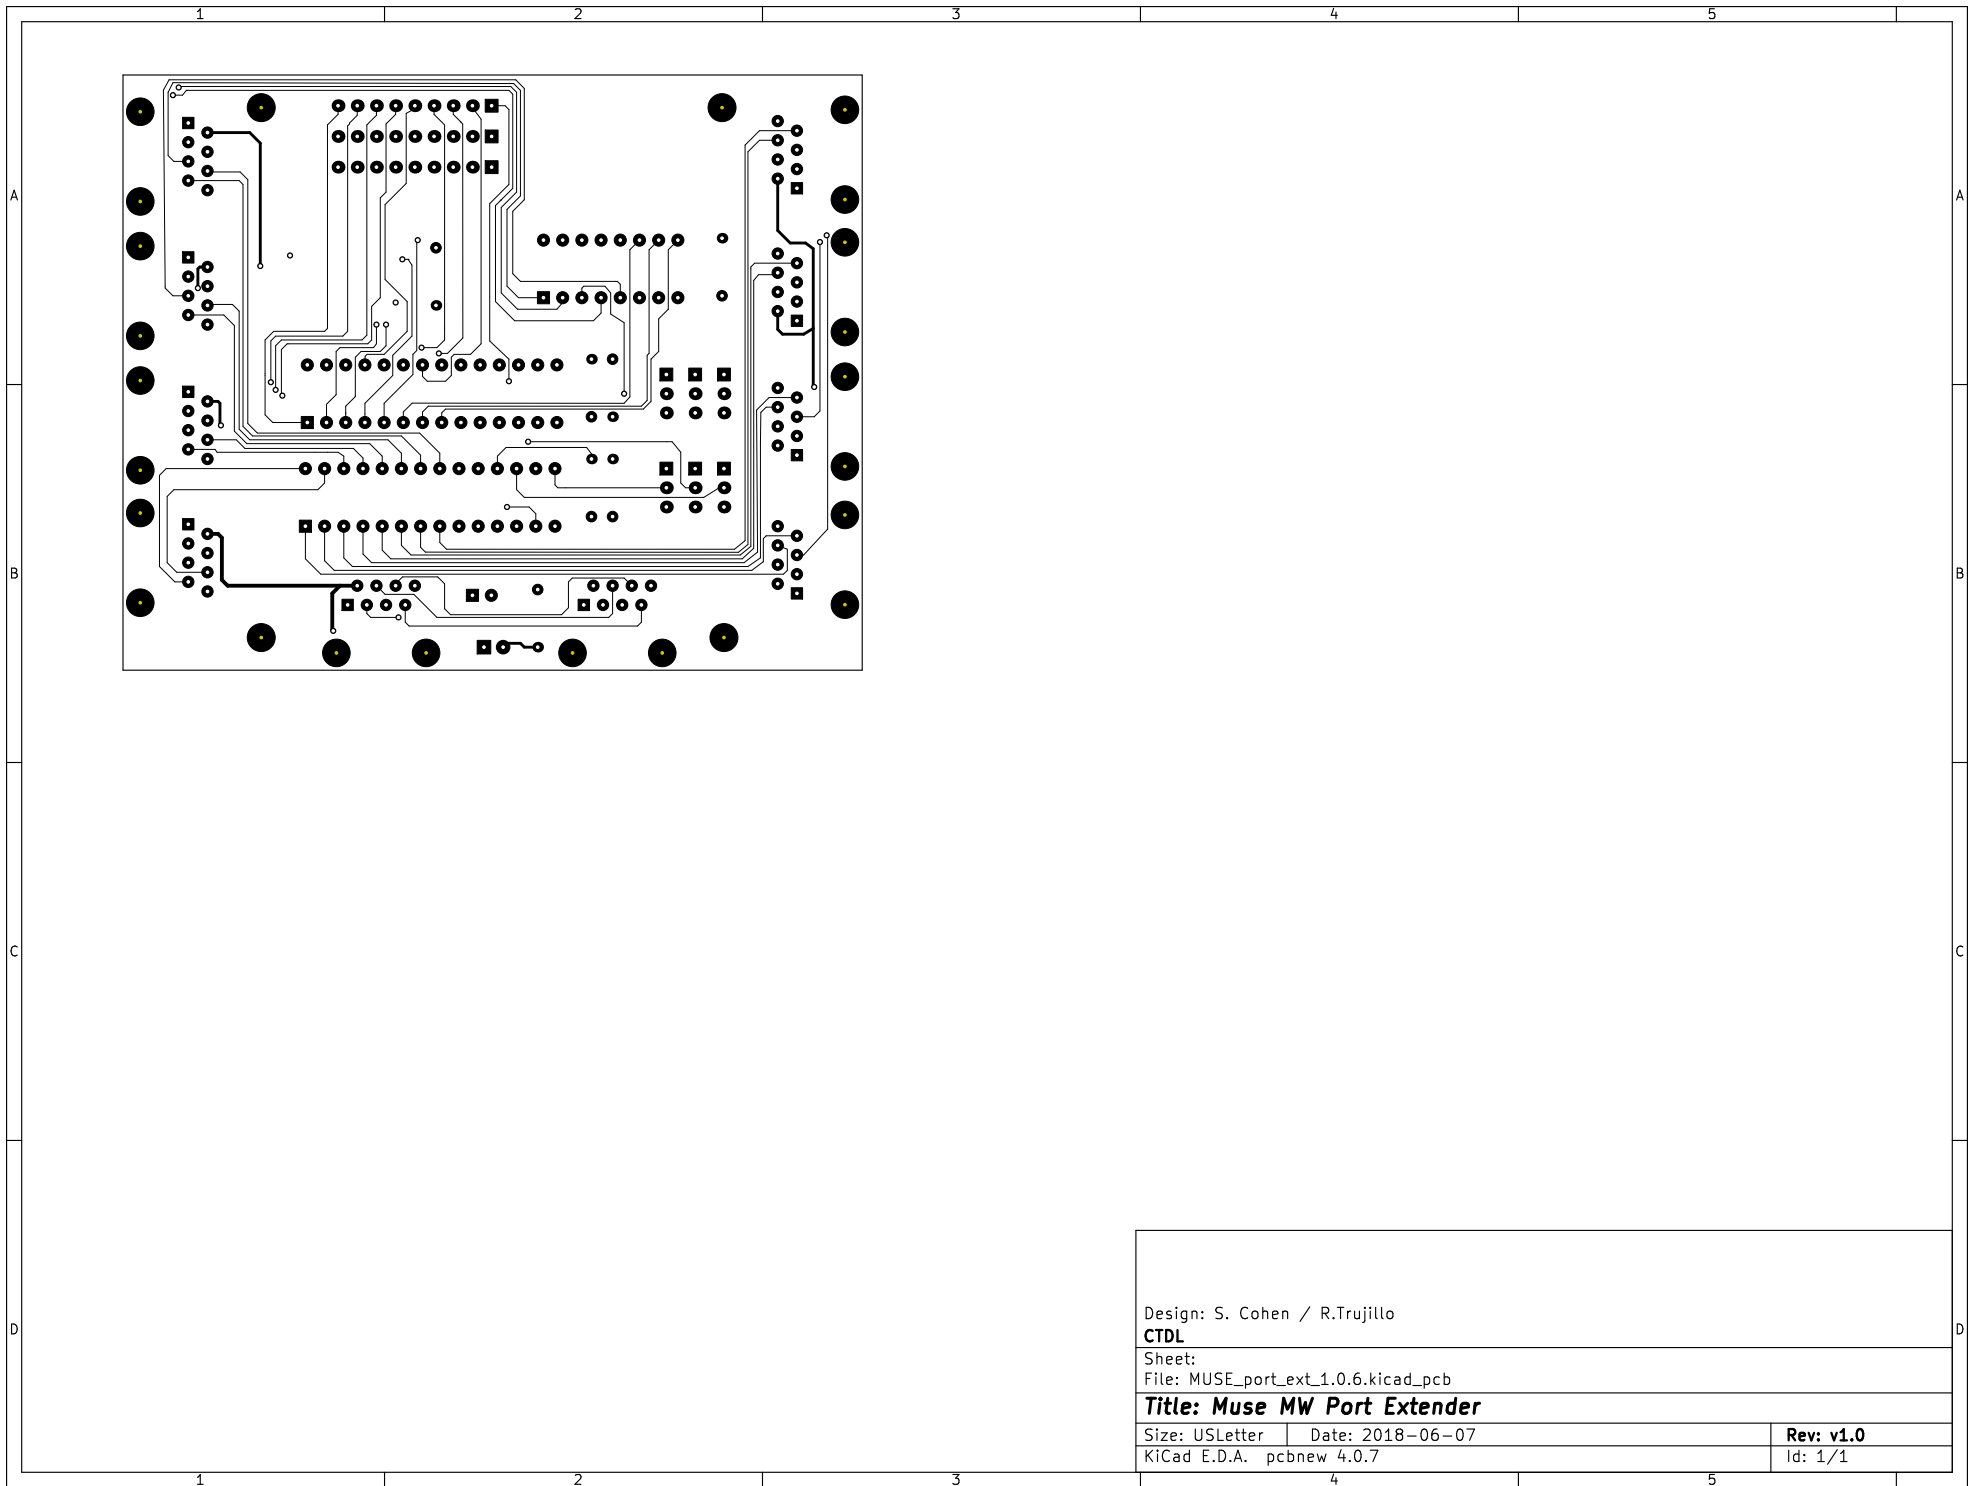 1 2 3 4 5
A A
B B
C C
D D
Design: S. Cohen / R.Trujillo
CTDL
Sheet:
File: MUSE_port_ext_1.0.6.kicad_pcb
Title: Muse MW Port Extender
Size: USLetter Date: 2018-06-07 Rev: v1.0
KiCad E.D.A. pcbnew 4.0.7 Id: 1/1
1 2 3 4 5